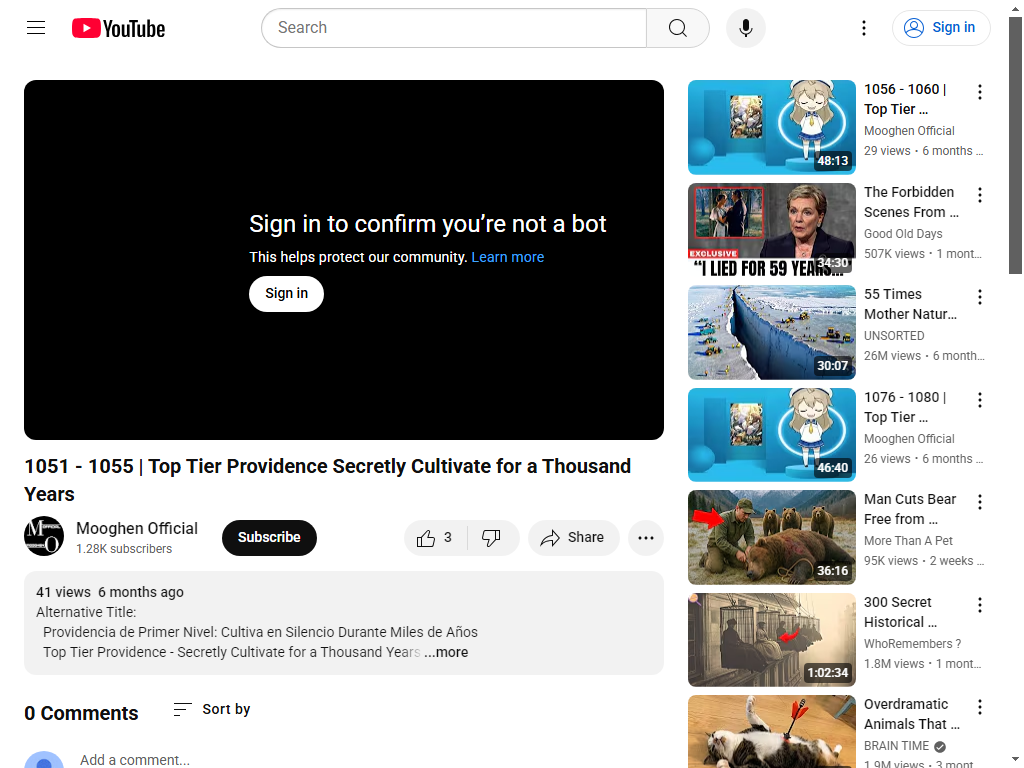 YouTube
Search
Sign in
Sign in to confirm you're not a bot
This helps protect our community. Learn more
Sign in
1051 - 1055 | Top Tier Providence Secretly Cultivate for a Thousand
Years
Mooghen Official
1.28K subscribers
Subscribe
3
Share
41 views 6 months ago
Alternative Title:
Providencia de Primer Nivel: Cultiva en Silencio Durante Miles de Años
Top Tier Providence - Secretly Cultivate for a Thousand Years ...more
0 Comments
Sort by
Add a comment...
48:13
1056 - 1060 |
Top Tier ...
Mooghen Official
29 views • 6 months ...
EXCLUSIVE
"I LIED FOR 59 YEARS...
34:30
The Forbidden
Scenes From ...
Good Old Days
507K views • 1 mont...
30:07
55 Times
Mother Natur...
UNSORTED
26M views • 6 month...
46:40
1076 - 1080 |
Top Tier ...
Mooghen Official
26 views • 6 months ...
36:16
Man Cuts Bear
Free from ...
More Than A Pet
95K views • 2 weeks ...
1:02:34
300 Secret
Historical ...
WhoRemembers ?
1.8M views • 1 mont...
Overdramatic
Animals That ...
BRAIN TIME
1.9M views • 3 mont...